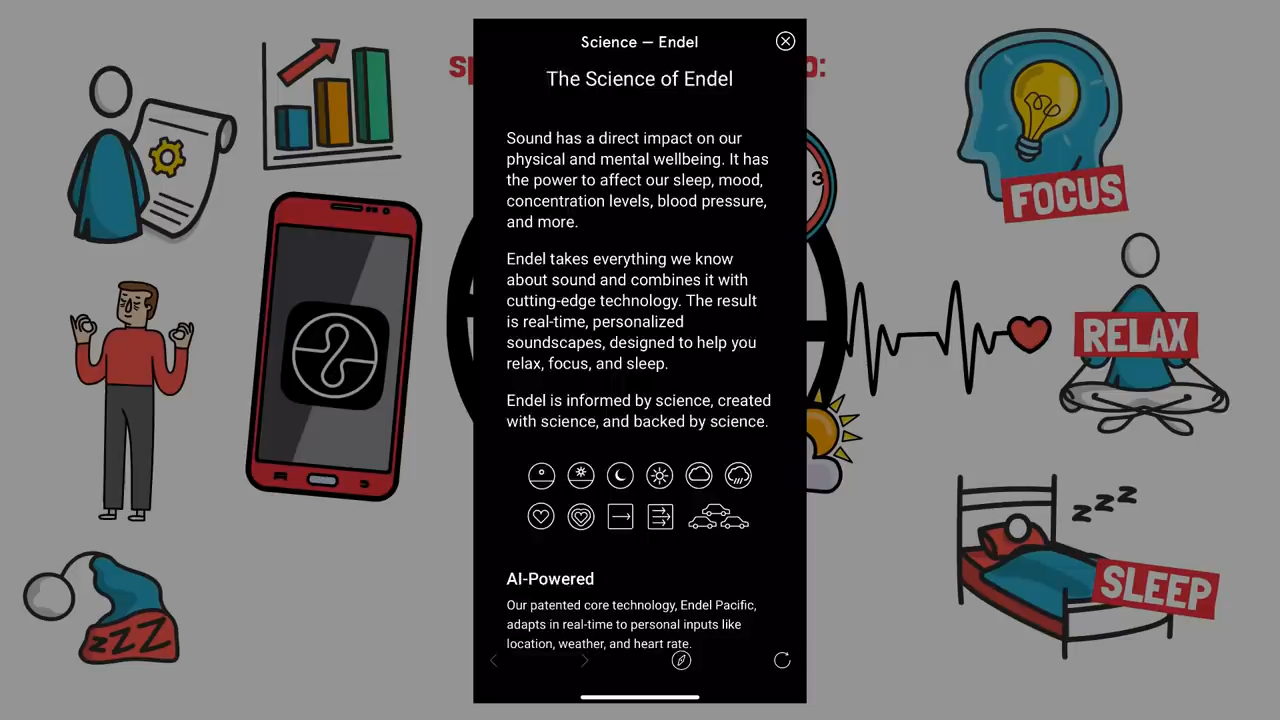 Science — Endel
The Science of Endel
Sound has a direct impact on our
physical and mental wellbeing. It has
the power to affect our sleep, mood,
concentration levels, blood pressure,
and more.
Endel takes everything we know
about sound and combines it with
cutting-edge technology. The result
is real-time, personalized
soundscapes, designed to help you
relax, focus, and sleep.
Endel is informed by science, created
with science, and backed by science.
AI-Powered
Our patented core technology, Endel Pacific,
adapts in real-time to personal inputs like
location, weather, and heart rate.
3
FOCUS
RELAX
zzz
SLEEP
zzz